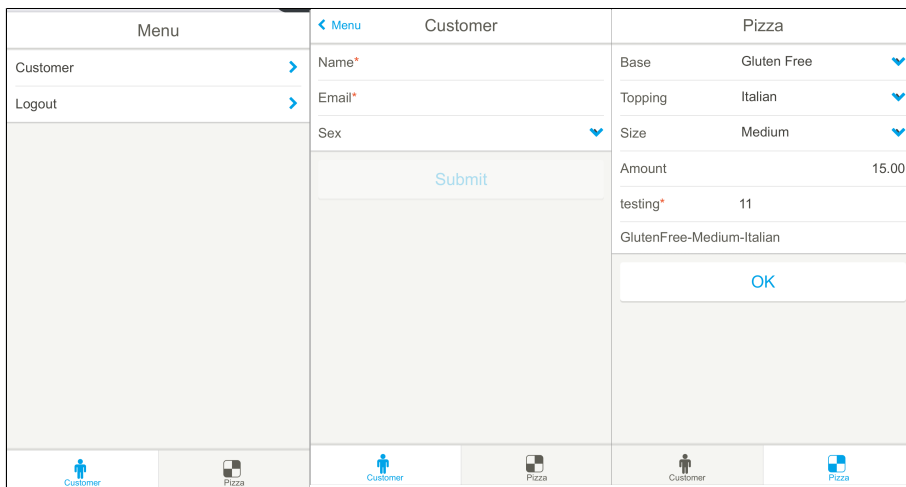 Menu
Customer
Logout
Customer
Pizza
Menu
Customer
Name*
Email*
Sex
Submit
Customer
Pizza
Pizza
Base Gluten Free
Topping Italian
Size Medium
Amount 15.00
testing* 11
GlutenFree-Medium-Italian
OK
Customer
Pizza